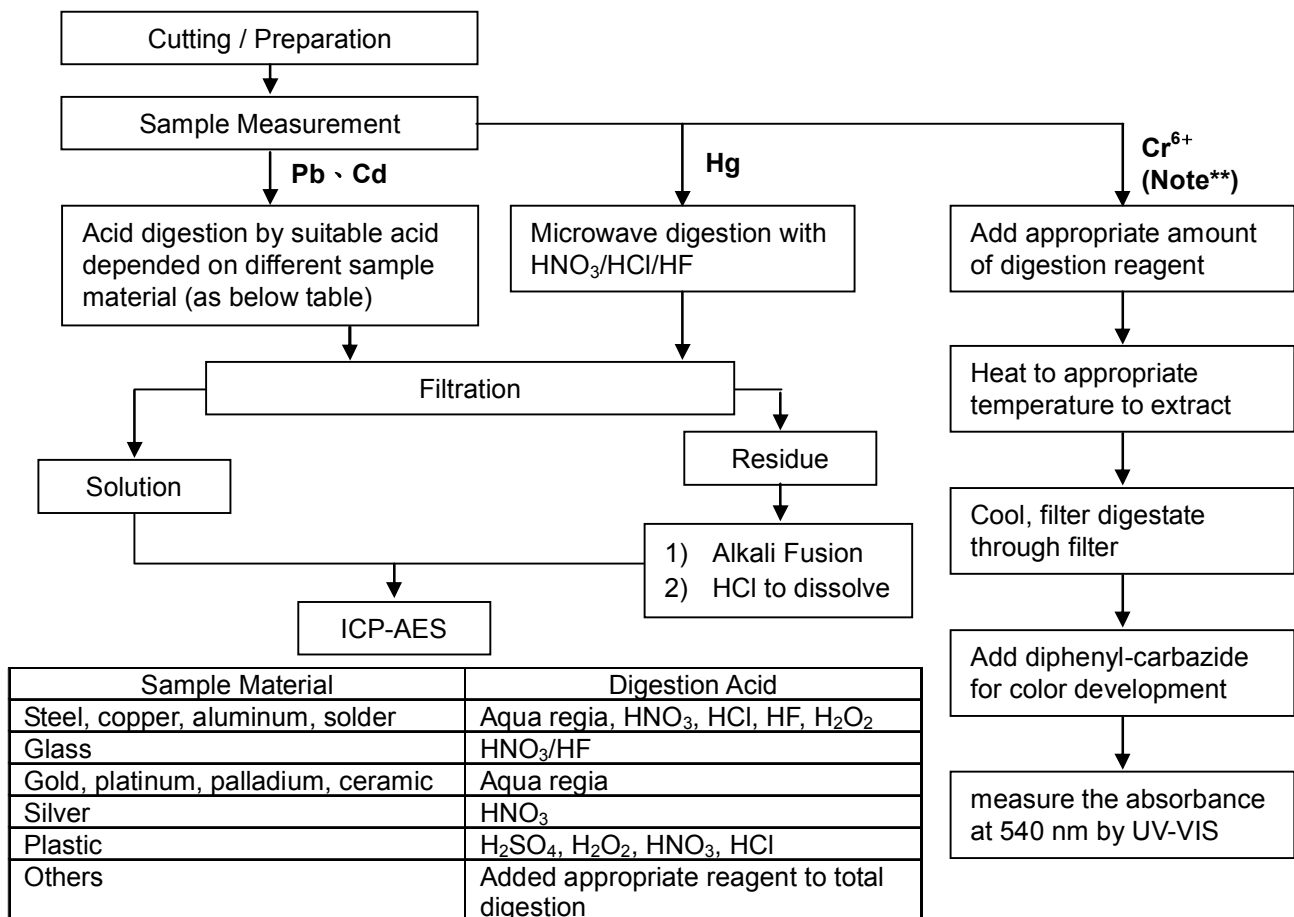 Cutting / Preparation
Sample Measurement
Pb、Cd
Hg
Cr⁶⁺
(Note**)
Acid digestion by suitable acid
depended on different sample
material (as below table)
Microwave digestion with
HNO₃/HCl/HF
Add appropriate amount
of digestion reagent
Filtration
Heat to appropriate
temperature to extract
Solution
Residue
1) Alkali Fusion
2) HCl to dissolve
Cool, filter digestate
through filter
ICP-AES
Add diphenyl-carbazide
for color development
measure the absorbance
at 540 nm by UV-VIS
Sample Material Digestion Acid
Steel, copper, aluminum, solder Aqua regia, HNO₃, HCl, HF, H₂O₂
Glass HNO₃/HF
Gold, platinum, palladium, ceramic Aqua regia
Silver HNO₃
Plastic H₂SO₄, H₂O₂, HNO₃, HCl
Others Added appropriate reagent to total
digestion